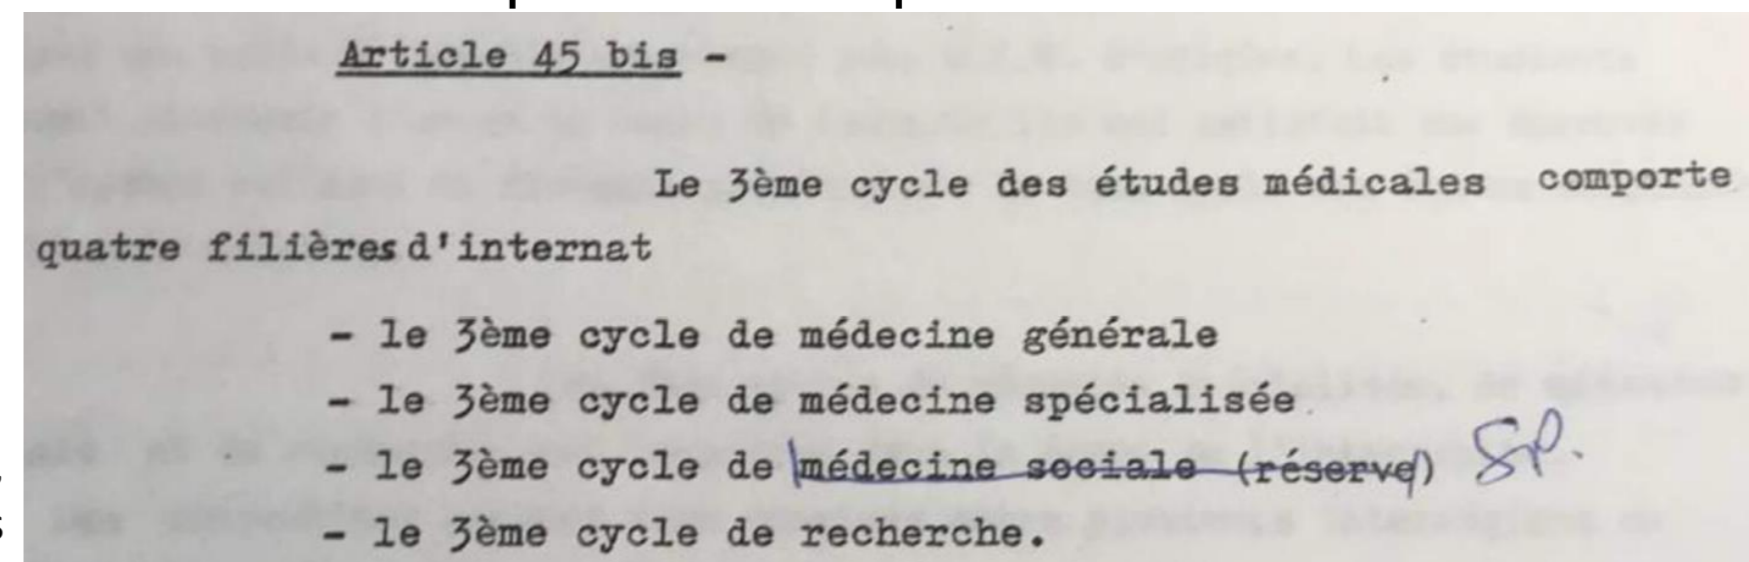 Article 45 bis -
Le 3ème cycle des études médicales comporte
quatre filières d'internat
- le 3ème cycle de médecine générale
- le 3ème cycle de médecine spécialisée
- le 3ème cycle de médecine sociale (réserve) SP.
- le 3ème cycle de recherche.